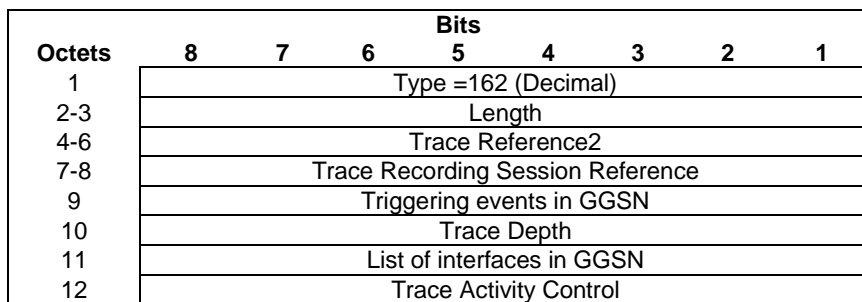 Bits
Octets 8 7 6 5 4 3 2 1
1 Type =162 (Decimal)
2-3 Length
4-6 Trace Reference2
7-8 Trace Recording Session Reference
9 Triggering events in GGSN
10 Trace Depth
11 List of interfaces in GGSN
12 Trace Activity Control